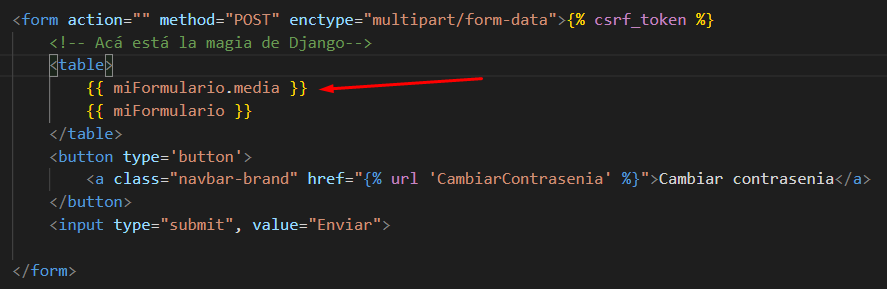 <form action="" method="POST" enctype="multipart/form-data">{% csrf_token %}
<!-- Acá está la magia de Django-->
<table>
{{ miFormulario.media }}
{{ miFormulario }}
</table>
<button type='button'>
<a class="navbar-brand" href="{% url 'CambiarContrasenia' %}">Cambiar contrasenia</a>
</button>
<input type="submit", value="Enviar">
</form>